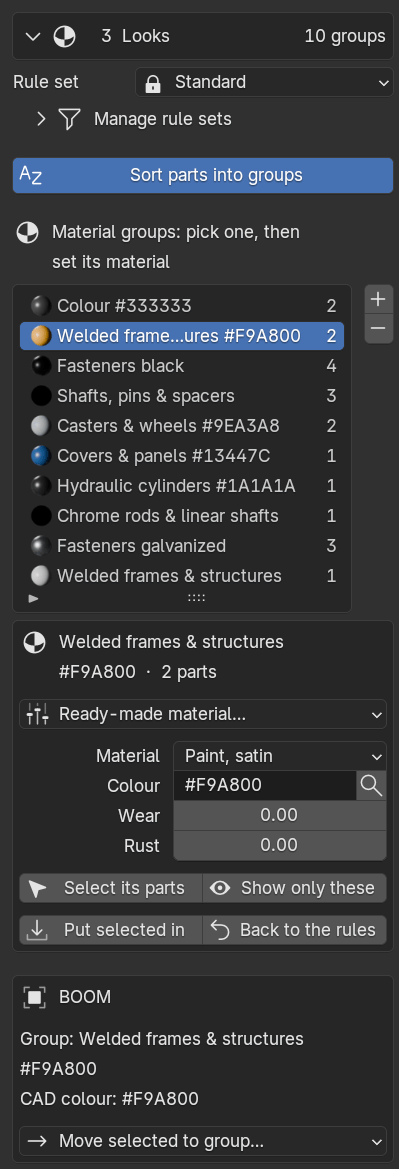 3 Looks 10 groups
Rule set Standard
Manage rule sets
AZ Sort parts into groups
Material groups: pick one, then
set its material
Colour #333333 2
Welded frame...ures #F9A800 2
Fasteners black 4
Shafts, pins & spacers 3
Casters & wheels #9EA3A8 2
Covers & panels #13447C 1
Hydraulic cylinders #1A1A1A 1
Chrome rods & linear shafts 1
Fasteners galvanized 3
Welded frames & structures 1
Welded frames & structures
#F9A800 · 2 parts
Ready-made material...
Material Paint, satin
Colour #F9A800
Wear 0.00
Rust 0.00
Select its parts Show only these
Put selected in Back to the rules
BOOM
Group: Welded frames & structures
#F9A800
CAD colour: #F9A800
Move selected to group...